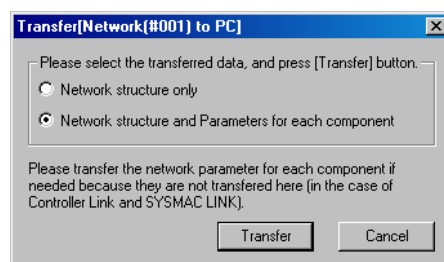 Transfer[Network(#001) to PC]
Please select the transferred data, and press [Transfer] button.
Network structure only
Network structure and Parameters for each component
Please transfer the network parameter for each component if
needed because they are not transfered here (in the case of
Controller Link and SYSMAC LINK).
Transfer
Cancel